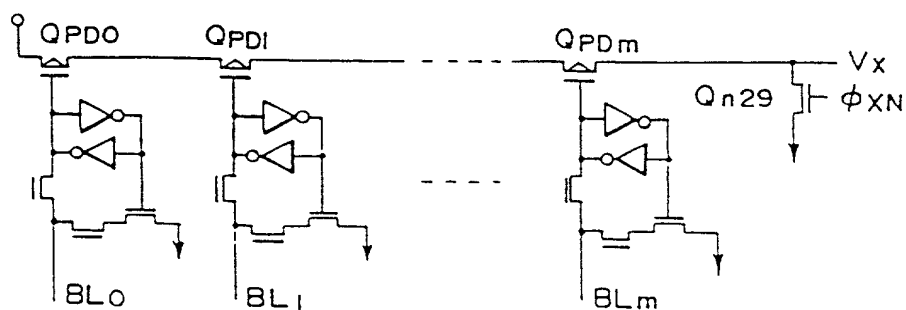 QPD0
QPD1
QPDm
VX
Qn29
φXN
BL0
BL1
BLm